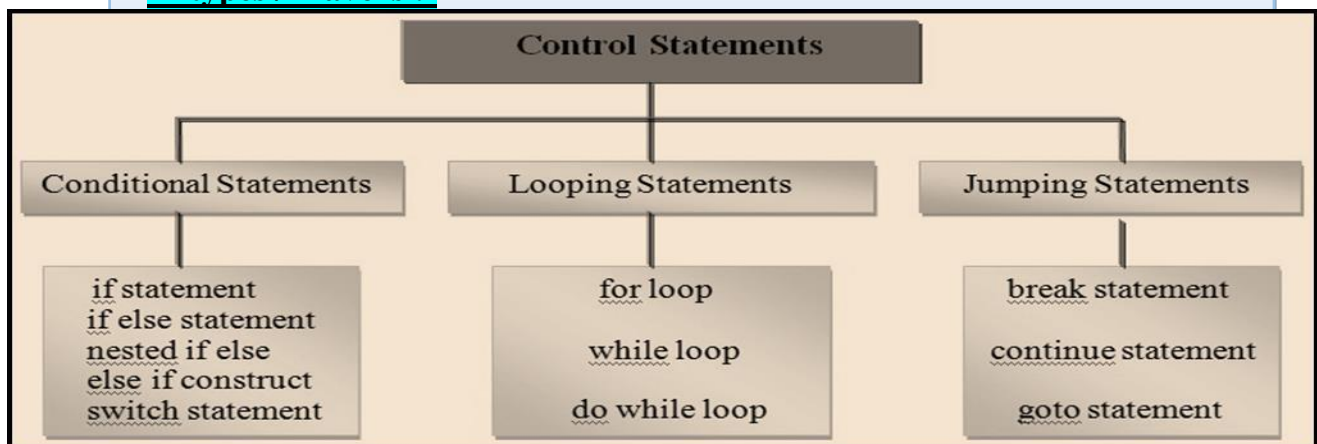 Control Statements
Conditional Statements
Looping Statements
Jumping Statements
if statement
if else statement
nested if else
else if construct
switch statement
for loop
while loop
do while loop
break statement
continue statement
goto statement